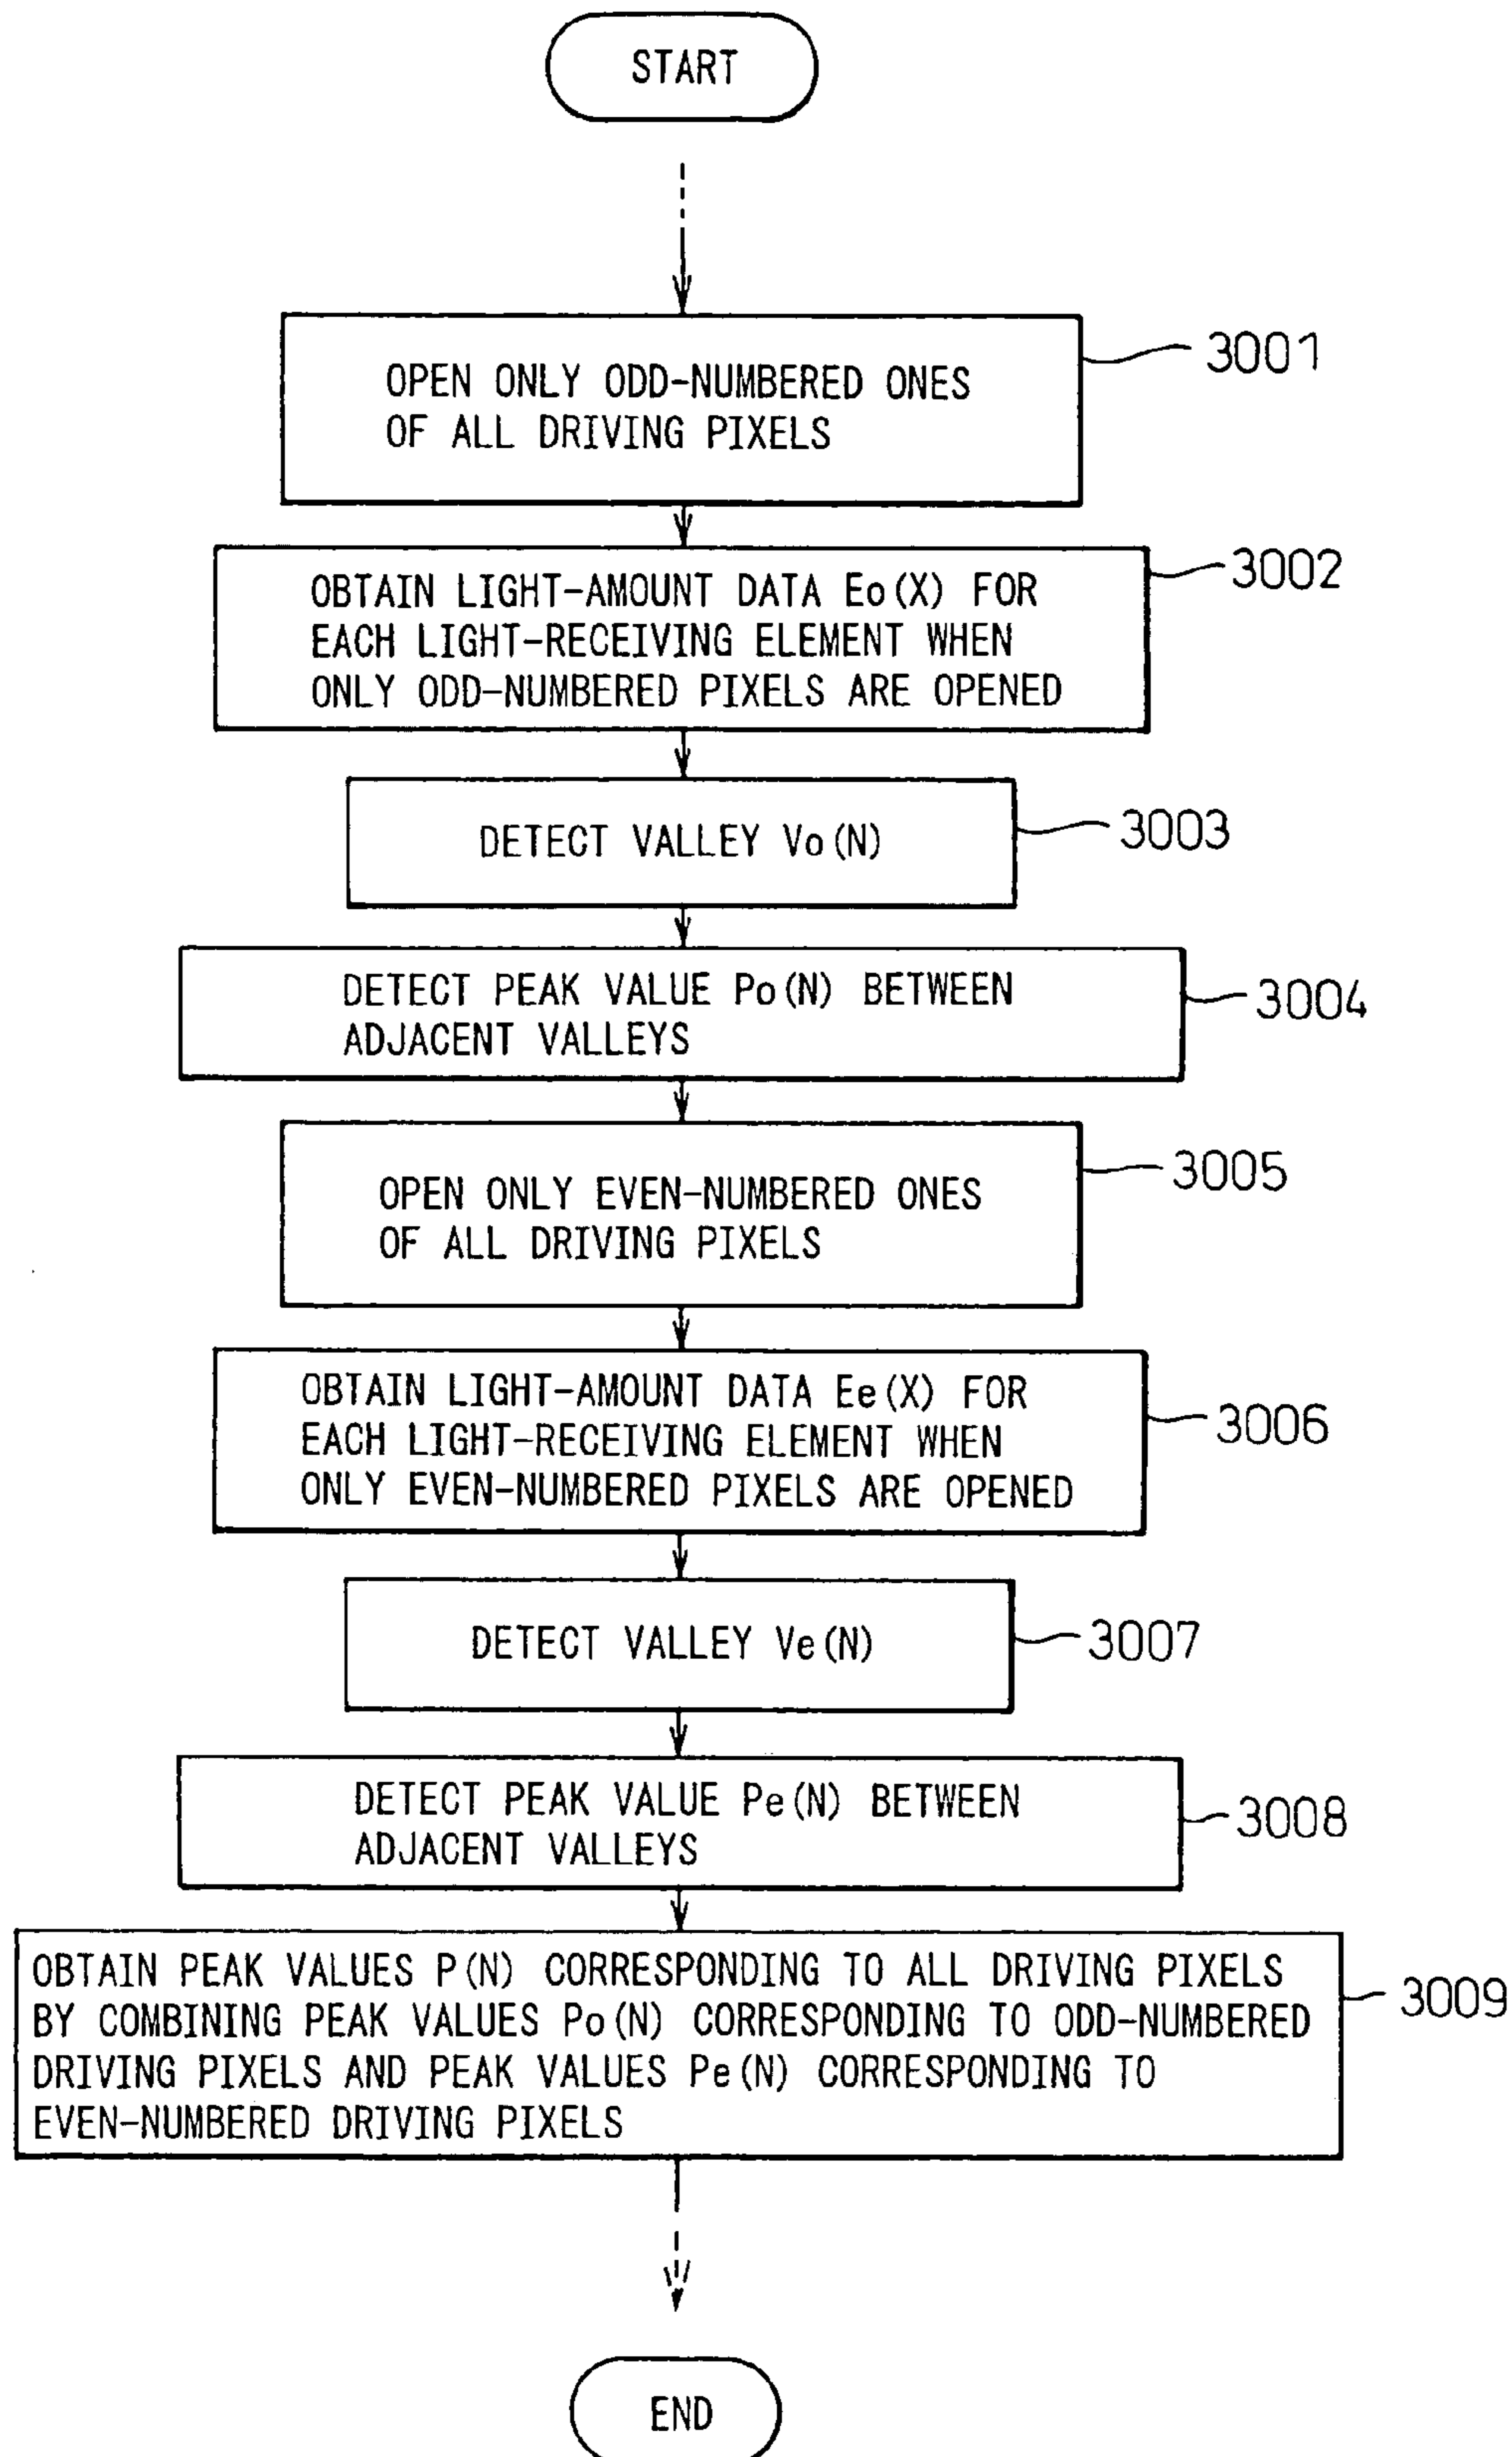 START
OPEN ONLY ODD-NUMBERED ONES
OF ALL DRIVING PIXELS
3001
OBTAIN LIGHT-AMOUNT DATA Eo(X) FOR
EACH LIGHT-RECEIVING ELEMENT WHEN
ONLY ODD-NUMBERED PIXELS ARE OPENED
3002
DETECT VALLEY Vo(N)
3003
DETECT PEAK VALUE Po(N) BETWEEN
ADJACENT VALLEYS
3004
OPEN ONLY EVEN-NUMBERED ONES
OF ALL DRIVING PIXELS
3005
OBTAIN LIGHT-AMOUNT DATA Ee(X) FOR
EACH LIGHT-RECEIVING ELEMENT WHEN
ONLY EVEN-NUMBERED PIXELS ARE OPENED
3006
DETECT VALLEY Ve(N)
3007
DETECT PEAK VALUE Pe(N) BETWEEN
ADJACENT VALLEYS
3008
OBTAIN PEAK VALUES P(N) CORRESPONDING TO ALL DRIVING PIXELS
BY COMBINING PEAK VALUES Po(N) CORRESPONDING TO ODD-NUMBERED
DRIVING PIXELS AND PEAK VALUES Pe(N) CORRESPONDING TO
EVEN-NUMBERED DRIVING PIXELS
3009
END